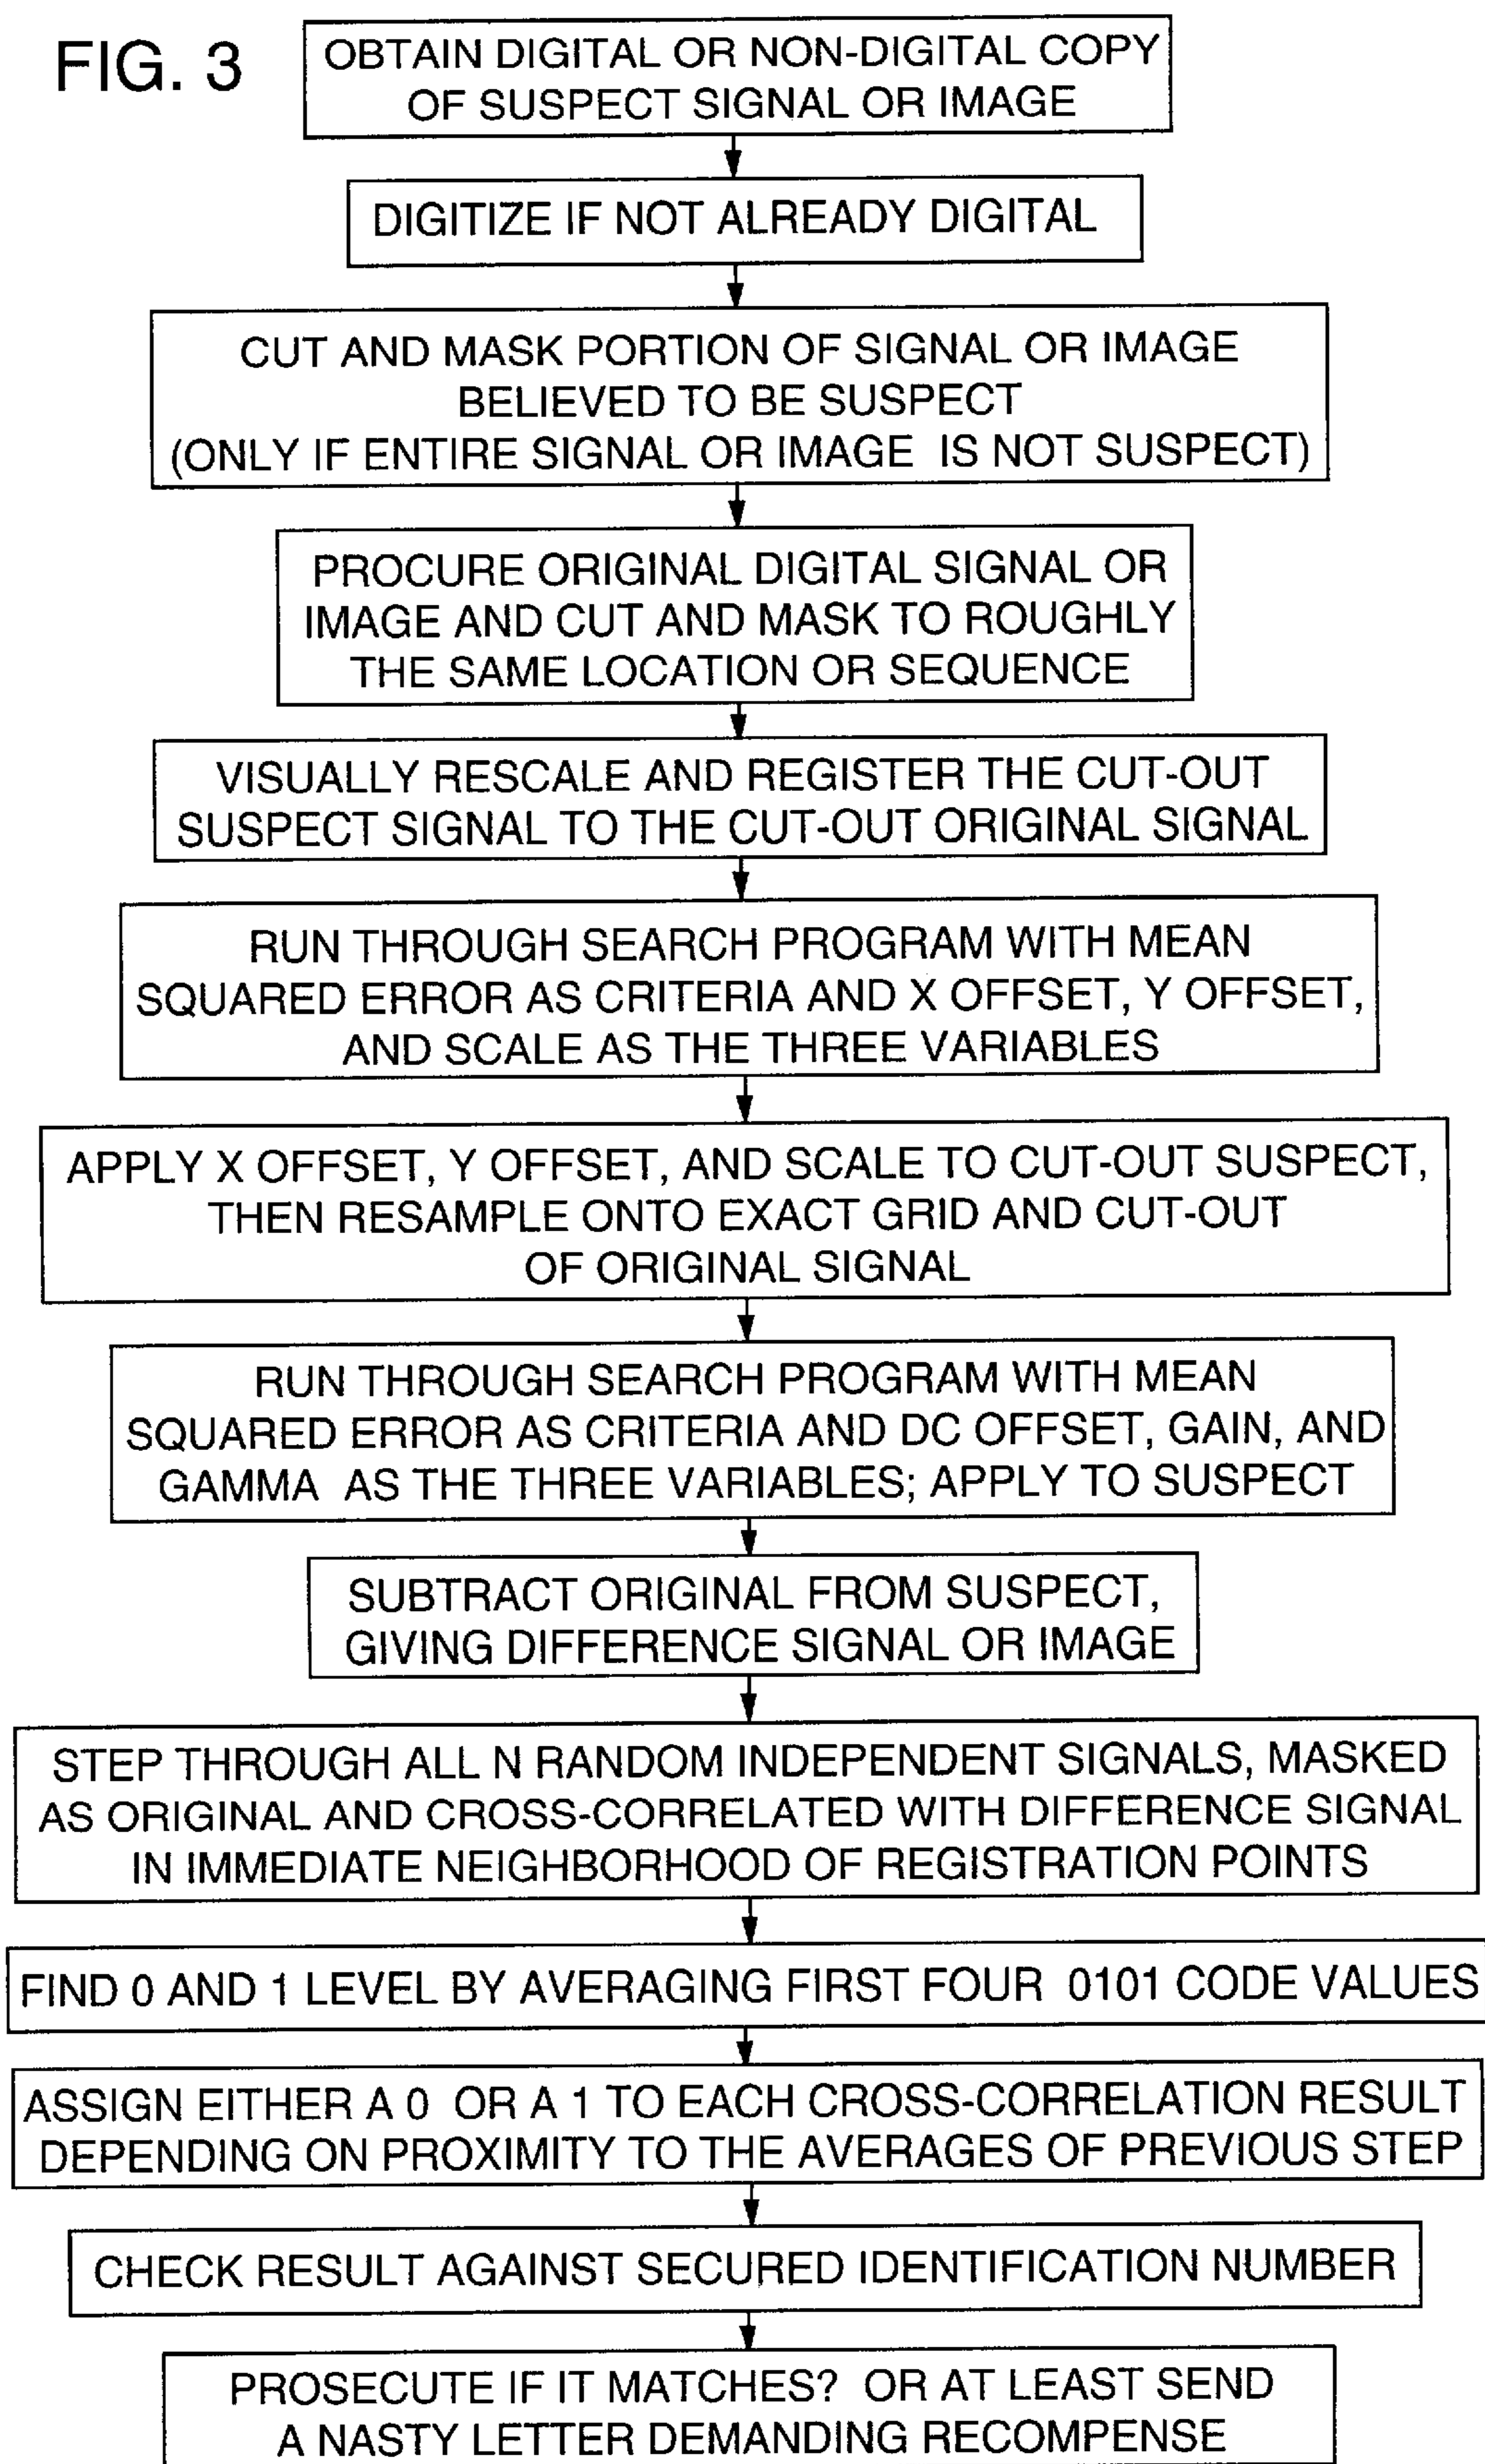 FIG. 3
OBTAIN DIGITAL OR NON-DIGITAL COPY
OF SUSPECT SIGNAL OR IMAGE
DIGITIZE IF NOT ALREADY DIGITAL
CUT AND MASK PORTION OF SIGNAL OR IMAGE
BELIEVED TO BE SUSPECT
(ONLY IF ENTIRE SIGNAL OR IMAGE IS NOT SUSPECT)
PROCURE ORIGINAL DIGITAL SIGNAL OR
IMAGE AND CUT AND MASK TO ROUGHLY
THE SAME LOCATION OR SEQUENCE
VISUALLY RESCALE AND REGISTER THE CUT-OUT
SUSPECT SIGNAL TO THE CUT-OUT ORIGINAL SIGNAL
RUN THROUGH SEARCH PROGRAM WITH MEAN
SQUARED ERROR AS CRITERIA AND X OFFSET, Y OFFSET,
AND SCALE AS THE THREE VARIABLES
APPLY X OFFSET, Y OFFSET, AND SCALE TO CUT-OUT SUSPECT,
THEN RESAMPLE ONTO EXACT GRID AND CUT-OUT
OF ORIGINAL SIGNAL
RUN THROUGH SEARCH PROGRAM WITH MEAN
SQUARED ERROR AS CRITERIA AND DC OFFSET, GAIN, AND
GAMMA AS THE THREE VARIABLES; APPLY TO SUSPECT
SUBTRACT ORIGINAL FROM SUSPECT,
GIVING DIFFERENCE SIGNAL OR IMAGE
STEP THROUGH ALL N RANDOM INDEPENDENT SIGNALS, MASKED
AS ORIGINAL AND CROSS-CORRELATED WITH DIFFERENCE SIGNAL
IN IMMEDIATE NEIGHBORHOOD OF REGISTRATION POINTS
FIND 0 AND 1 LEVEL BY AVERAGING FIRST FOUR 0101 CODE VALUES
ASSIGN EITHER A 0 OR A 1 TO EACH CROSS-CORRELATION RESULT
DEPENDING ON PROXIMITY TO THE AVERAGES OF PREVIOUS STEP
CHECK RESULT AGAINST SECURED IDENTIFICATION NUMBER
PROSECUTE IF IT MATCHES? OR AT LEAST SEND
A NASTY LETTER DEMANDING RECOMPENSE